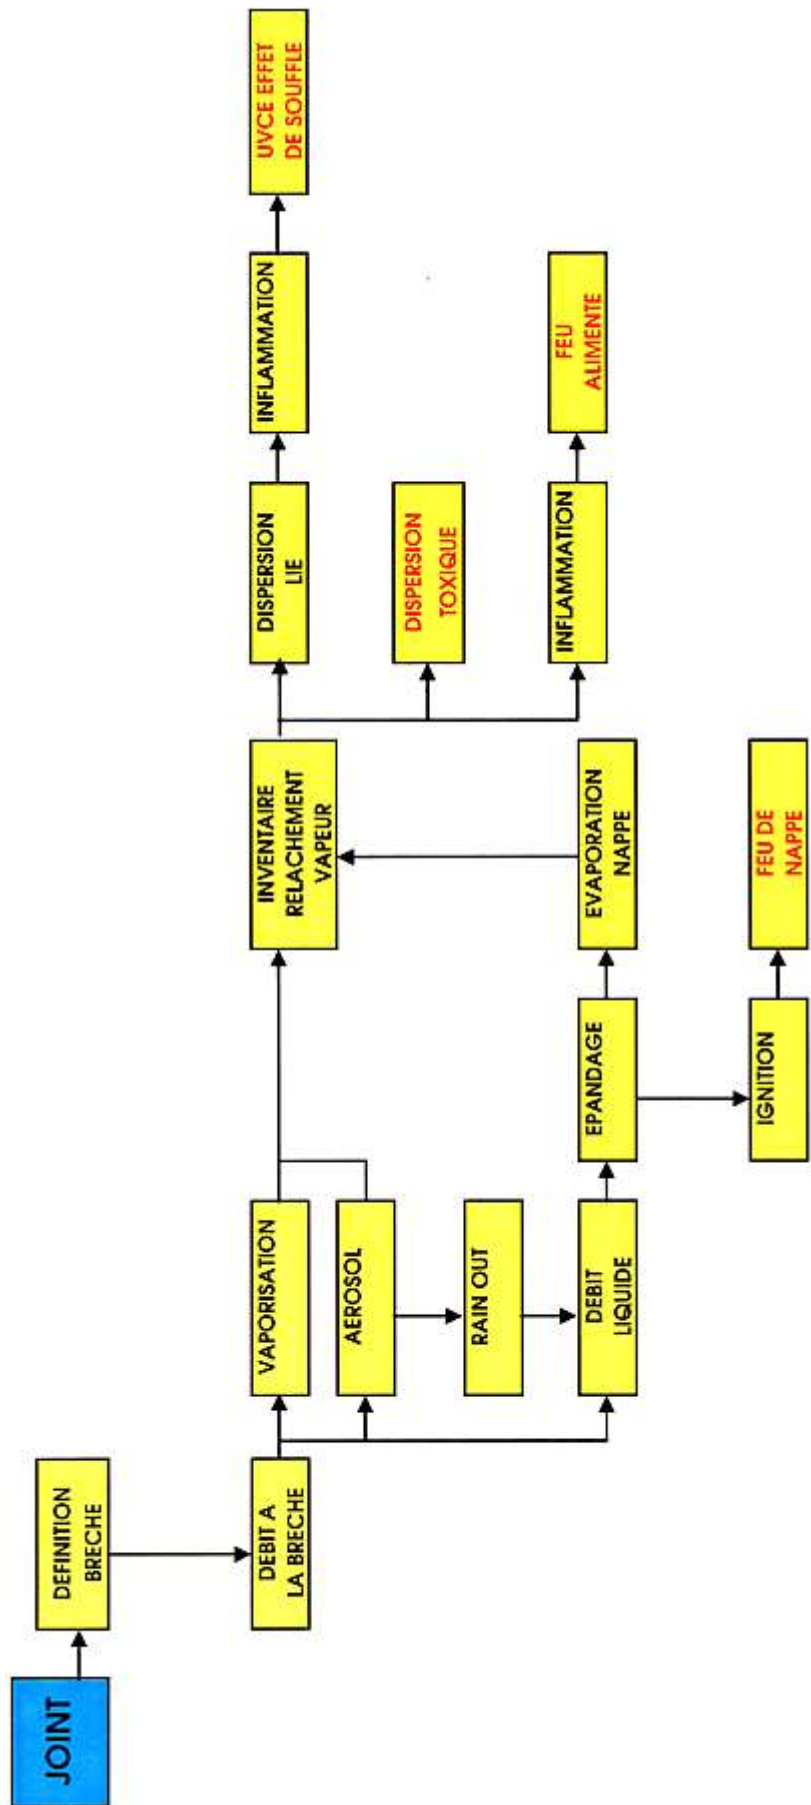 JOINT
DEFINITION
BRECHE
DEBIT A
LA BRECHE
VAPORISATION
AEROSOL
RAIN OUT
DEBIT
LIQUIDE
EPANDAGE
IGNITION
EVAPORATION
NAPPE
FEU DE
NAPPE
INVENTAIRE
RELACHEMENT
VAPEUR
DISPERSION
LIE
DISPERSION
TOXIQUE
INFLAMMATION
INFLAMMATION
FEU
ALIMENTE
UVCE EFFET
DE SOUFFLE